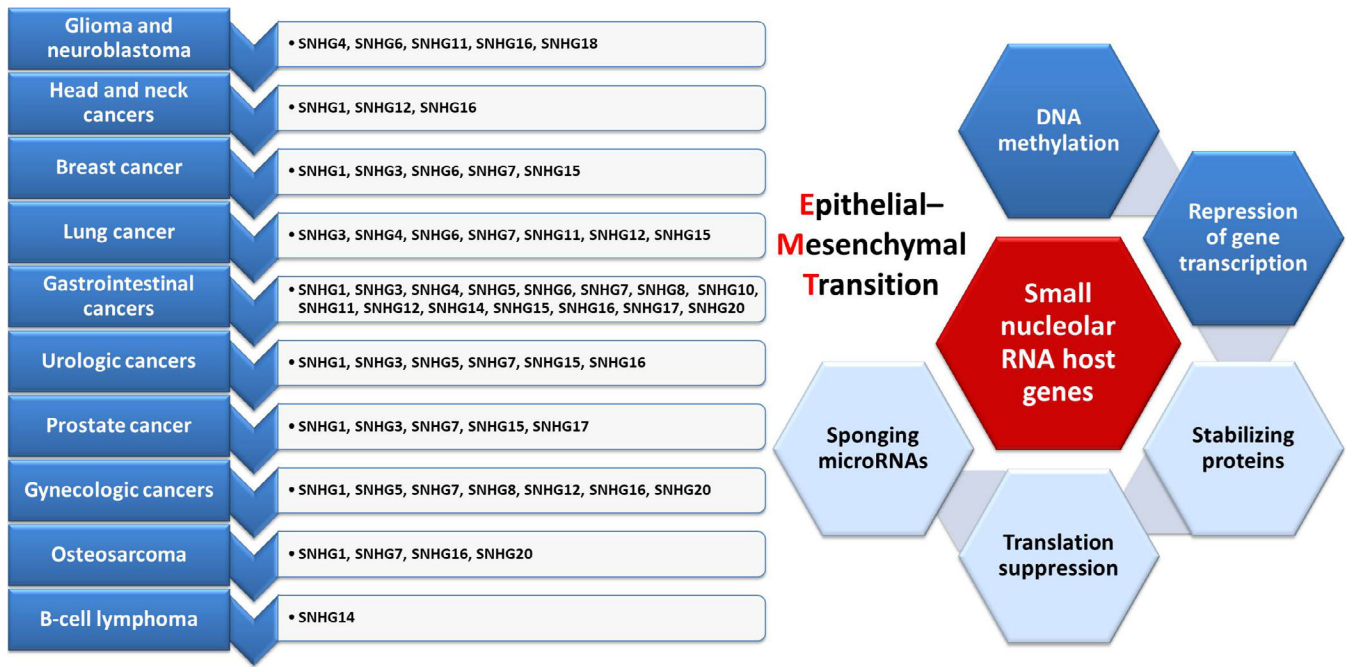 Glioma and
neuroblastoma
• SNHG4, SNHG6, SNHG11, SNHG16, SNHG18
Head and neck
cancers
• SNHG1, SNHG12, SNHG16
Breast cancer
• SNHG1, SNHG3, SNHG6, SNHG7, SNHG15
Lung cancer
• SNHG3, SNHG4, SNHG6, SNHG7, SNHG11, SNHG12, SNHG15
Gastrointestinal
cancers
• SNHG1, SNHG3, SNHG4, SNHG5, SNHG6, SNHG7, SNHG8, SNHG10,
SNHG11, SNHG12, SNHG14, SNHG15, SNHG16, SNHG17, SNHG20
Urologic cancers
• SNHG1, SNHG3, SNHG5, SNHG7, SNHG15, SNHG16
Prostate cancer
• SNHG1, SNHG3, SNHG7, SNHG15, SNHG17
Gynecologic cancers
• SNHG1, SNHG5, SNHG7, SNHG8, SNHG12, SNHG16, SNHG20
Osteosarcoma
• SNHG1, SNHG7, SNHG16, SNHG20
B-cell lymphoma
• SNHG14
Epithelial–
Mesenchymal
Transition
DNA
methylation
Repression
of gene
transcription
Small
nucleolar
RNA host
genes
Stabilizing
proteins
Translation
suppression
Sponging
microRNAs